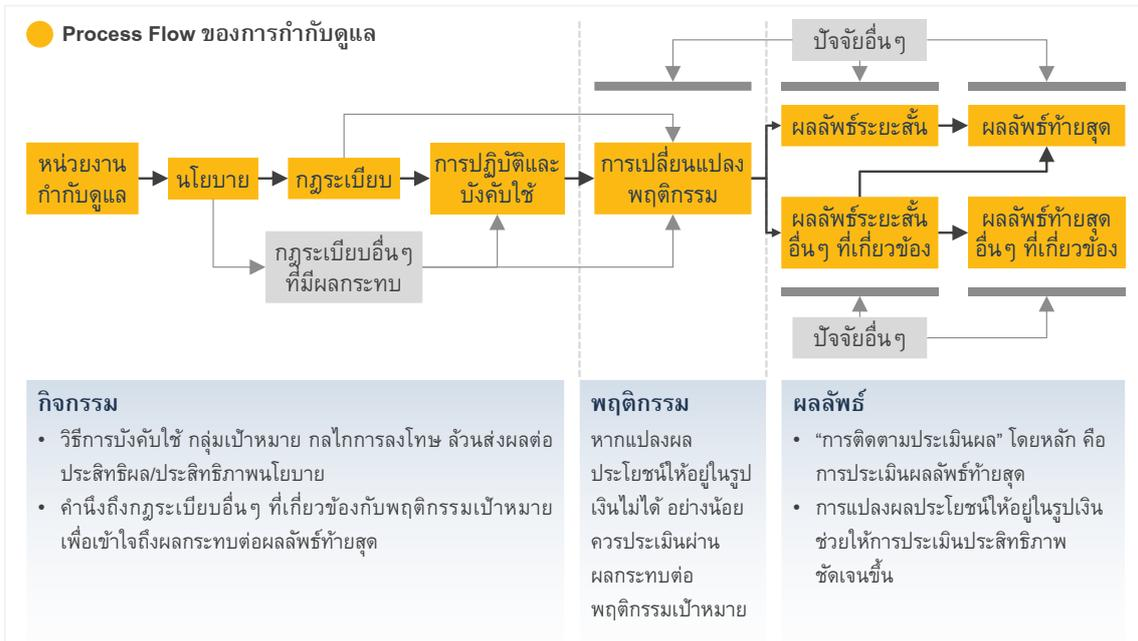 Process Flow ของการกำกับดูแล
ปัจจัยอื่นๆ
หน่วยงาน
กำกับดูแล
นโยบาย
กฎระเบียบ
การปฏิบัติและ
บังคับใช้
การเปลี่ยนแปลง
พฤติกรรม
ผลลัพธ์ระยะสั้น
ผลลัพธ์ท้ายสุด
กฎระเบียบอื่นๆ
ที่มีผลกระทบ
ผลลัพธ์ระยะสั้น
อื่นๆ ที่เกี่ยวข้อง
ผลลัพธ์ท้ายสุด
อื่นๆ ที่เกี่ยวข้อง
ปัจจัยอื่นๆ
กิจกรรม
• วิธีการบังคับใช้ กลุ่มเป้าหมาย กลไกการลงโทษ ล้วนส่งผลต่อ
ประสิทธิผล/ประสิทธิภาพนโยบาย
• คำนึงถึงกฎระเบียบอื่นๆ ที่เกี่ยวข้องกับพฤติกรรมเป้าหมาย
เพื่อเข้าใจถึงผลกระทบต่อผลลัพธ์ท้ายสุด
พฤติกรรม
หากแปลงผล
ประโยชน์ให้อยู่ในรูป
เงินไม่ได้ อย่างน้อย
ควรประเมินผ่าน
ผลกระทบต่อ
พฤติกรรมเป้าหมาย
ผลลัพธ์
• “การติดตามประเมินผล” โดยหลัก คือ
การประเมินผลลัพธ์ท้ายสุด
• การแปลงผลประโยชน์ให้อยู่ในรูปเงิน
ช่วยให้การประเมินประสิทธิภาพ
ชัดเจนขึ้น